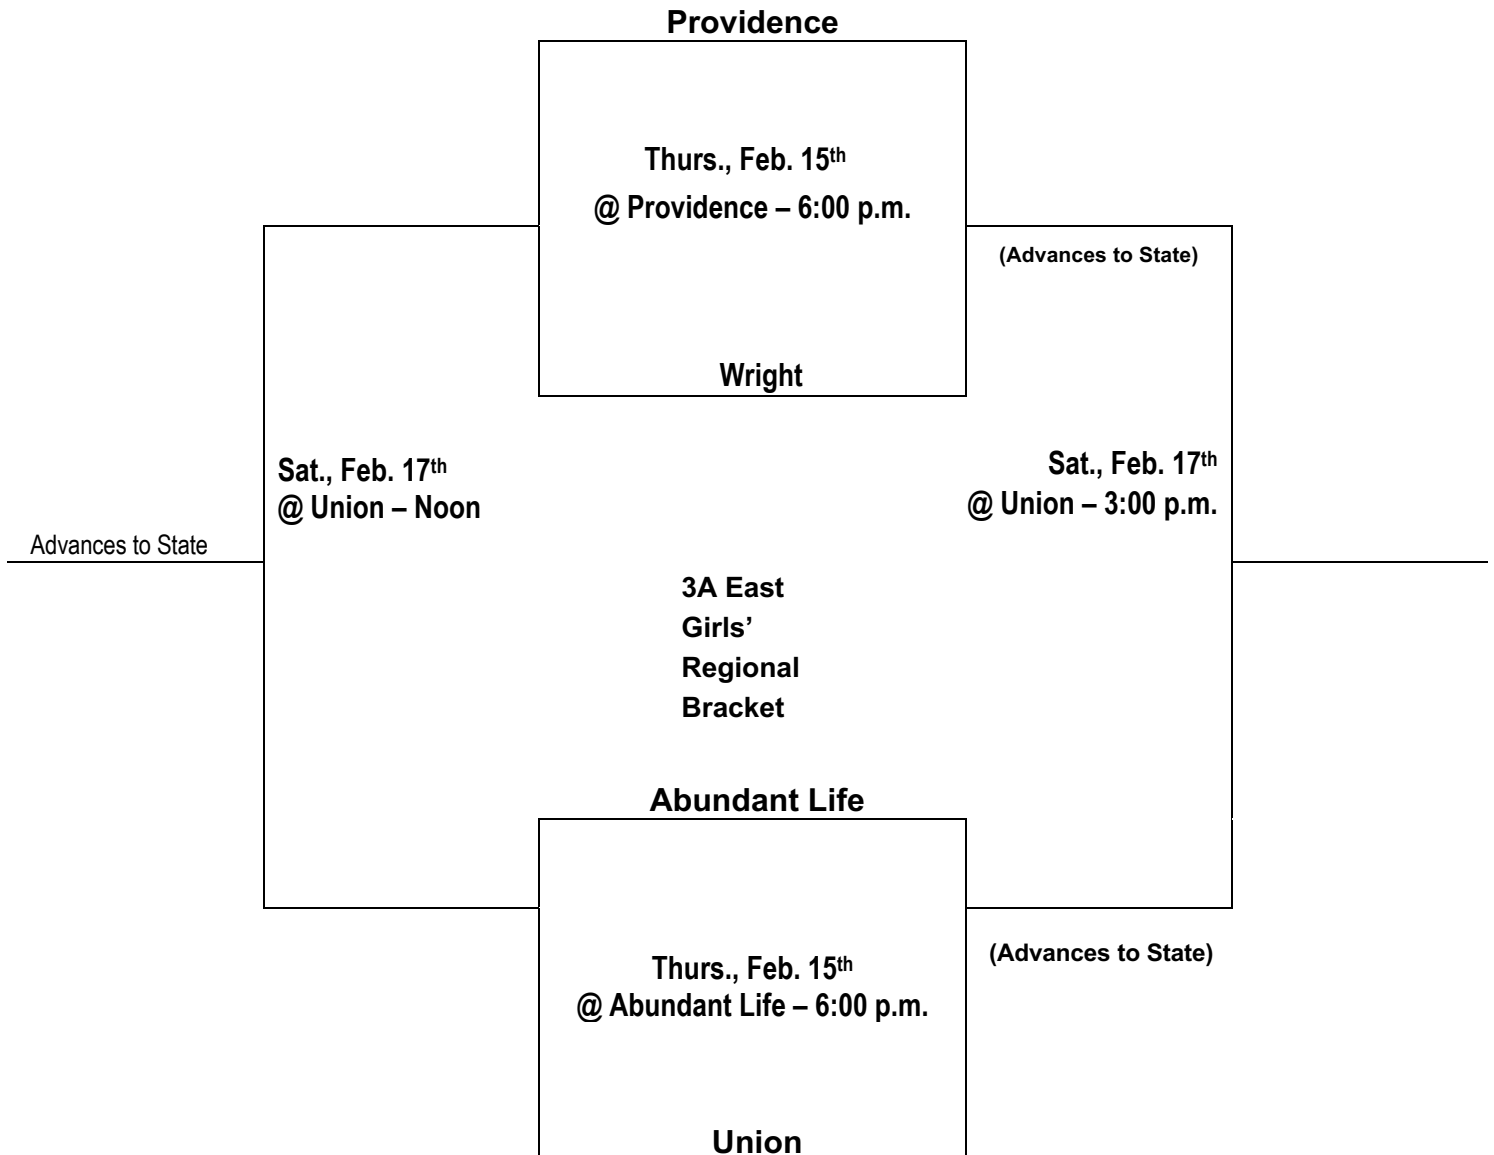 Providence
Thurs., Feb. 15th
@ Providence – 6:00 p.m.
(Advances to State)
Wright
Sat., Feb. 17th
@ Union – Noon
Sat., Feb. 17th
@ Union – 3:00 p.m.
Advances to State
3A East
Girls’
Regional
Bracket
Abundant Life
(Advances to State)
Thurs., Feb. 15th
@ Abundant Life – 6:00 p.m.
Union